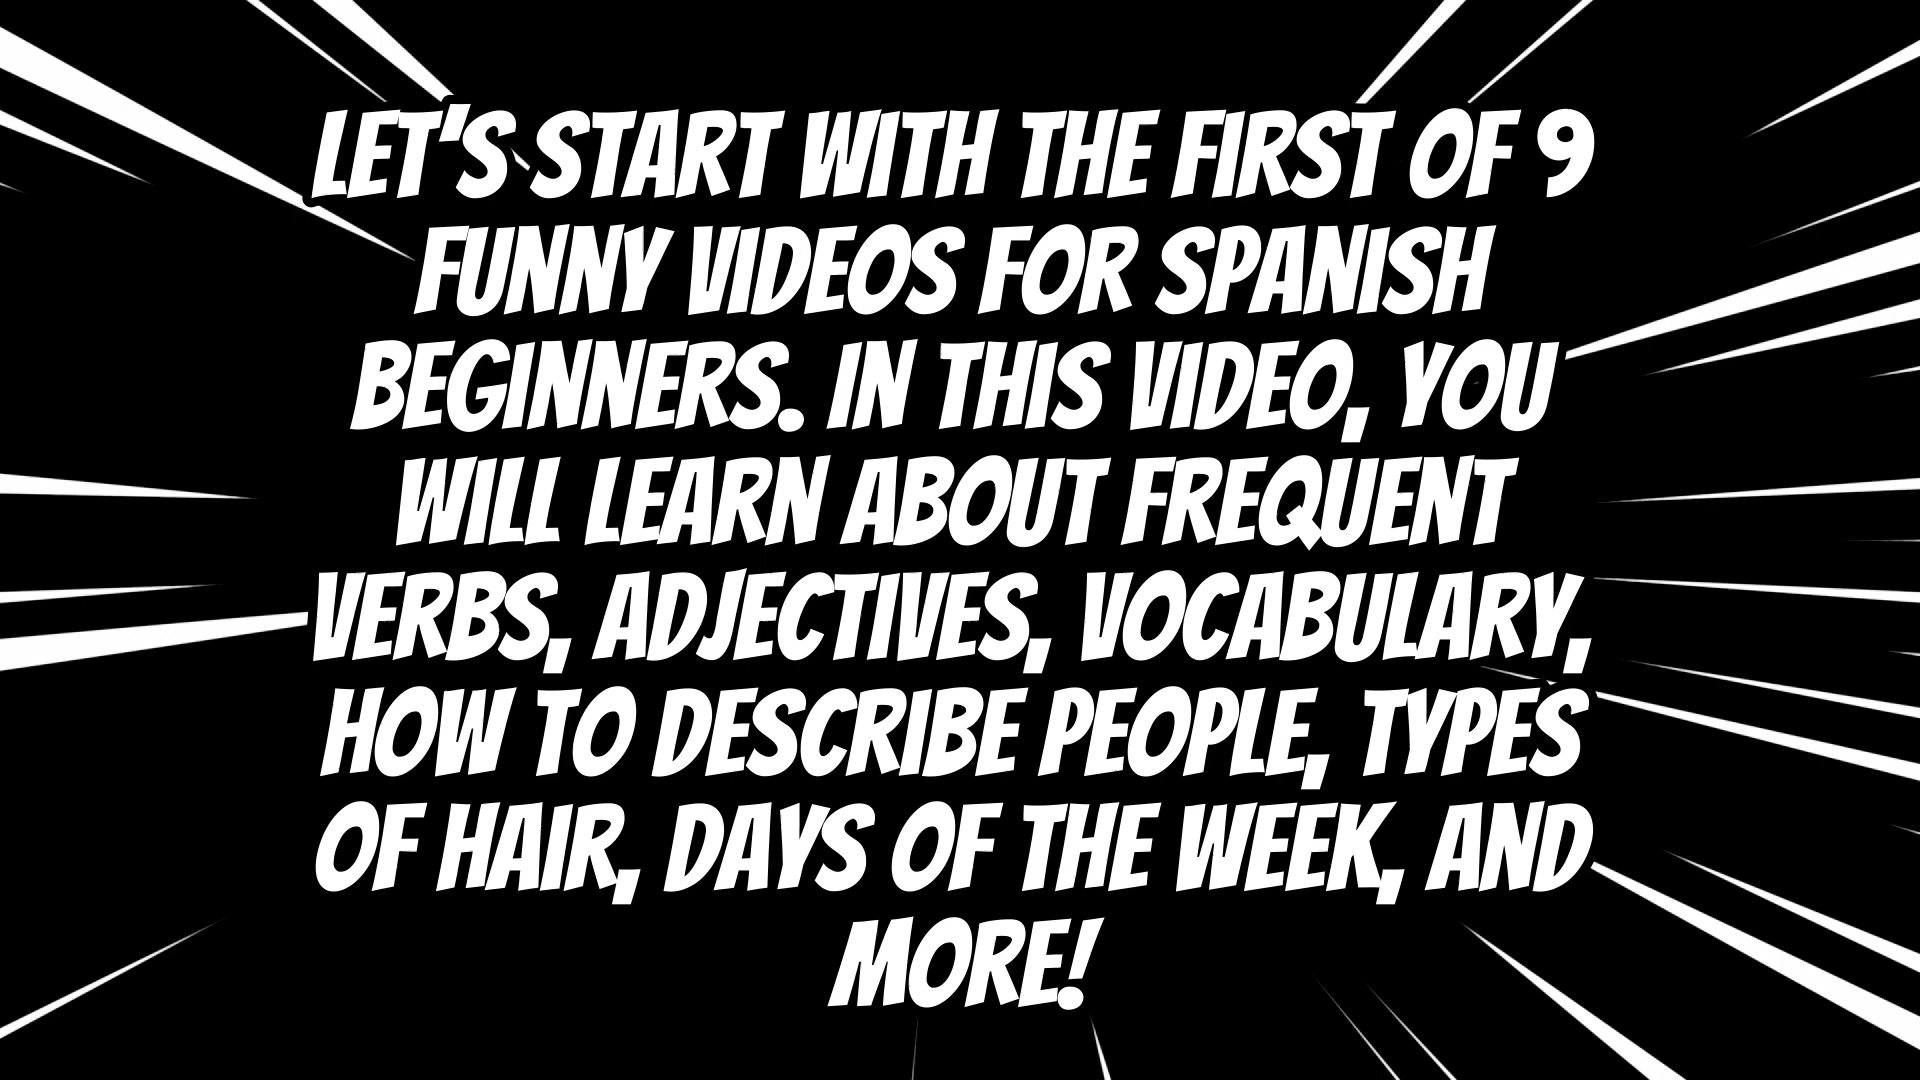 LET'S START WITH THE FIRST OF 9
FUNNY VIDEOS FOR SPANISH
BEGINNERS. IN THIS VIDEO, YOU
WILL LEARN ABOUT FREQUENT
VERBS, ADJECTIVES, VOCABULARY,
HOW TO DESCRIBE PEOPLE, TYPES
OF HAIR, DAYS OF THE WEEK, AND
MORE!